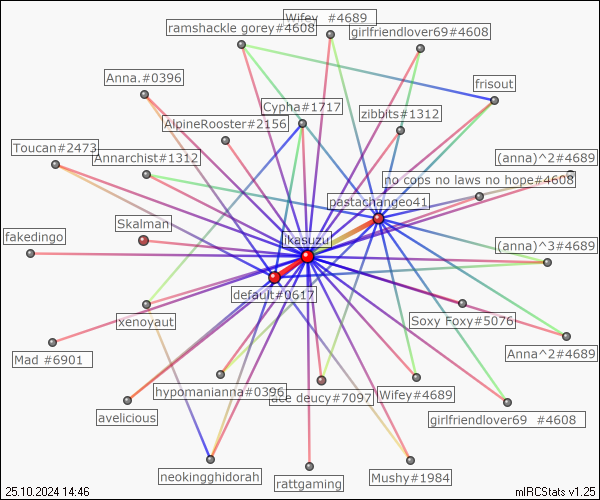 Wifey_#4689
ramshackle gorey#4608
girlfriendlover69#4608
Anna.#0396
frisout
Cypha#1717
zibbits#1312
AlpineRooster#2156
Toucan#2473
Annarchist#1312
(anna)^2#4689
no cops no laws no hope#4608
pastachangeo41
Skalman
fakedingo
ikasuzu
(anna)^3#4689
default#0617
xenoyaut
Soxy Foxy#5076
Mad_#6901
Anna^2#4689
hypomanianna#0396
ace deucy#7097
Wifey#4689
avelicious
girlfriendlover69_#4608
neokingghidorah
rattgaming
Mushy#1984
25.10.2024 14:46
mIRCStats v1.25